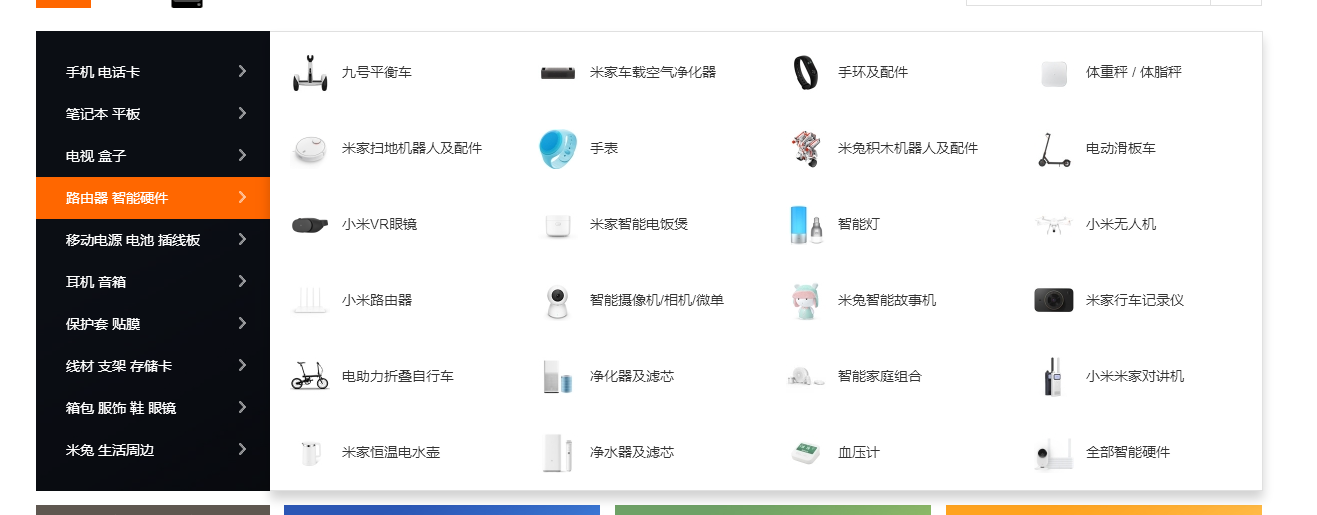 手机 电话卡
笔记本 平板
电视 盒子
路由器 智能硬件
移动电源 电池 插线板
耳机 音箱
保护套 贴膜
线材 支架 存储卡
箱包 服饰 鞋 眼镜
米兔 生活周边
九号平衡车
米家车载空气净化器
手环及配件
体重秤 / 体脂秤
米家扫地机器人及配件
手表
米兔积木机器人及配件
电动滑板车
小米VR眼镜
米家智能电饭煲
智能灯
小米无人机
小米路由器
智能摄像机/相机/微单
米兔智能故事机
米家行车记录仪
电助力折叠自行车
净化器及滤芯
智能家庭组合
小米米家对讲机
米家恒温电水壶
净水器及滤芯
血压计
全部智能硬件